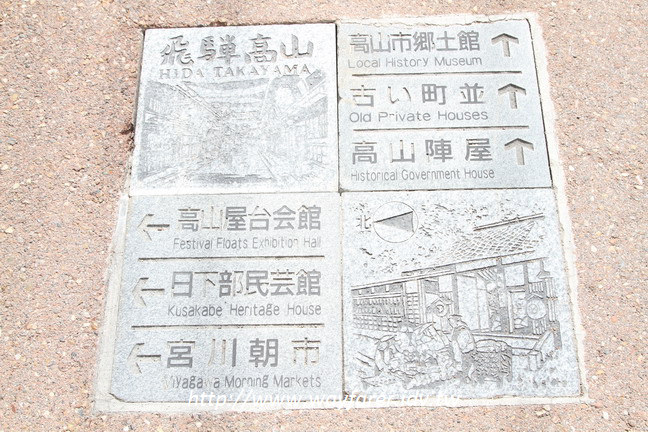 飛騨高山
HIDA TAKAYAMA
高山市郷土館
Local History Museum
古い町並
Old Private Houses
高山陣屋
Historical Government House
高山屋台会館
Festival Floats Exhibition Hall
日下部民芸館
Kusakabe Heritage House
宮川朝市
Miyagawa Morning Markets
北